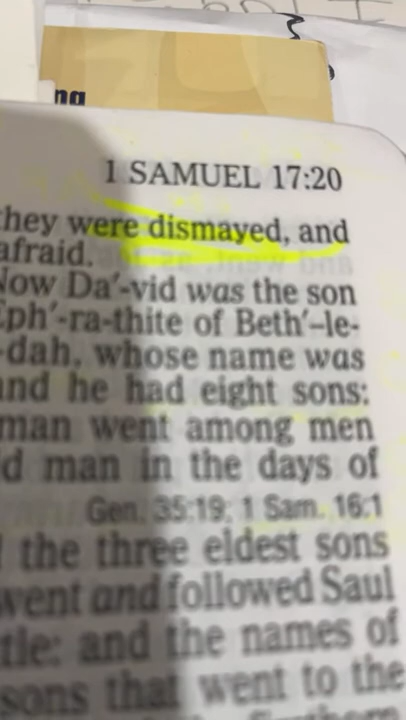 ng
1 SAMUEL 17:20
they were dismayed, and
afraid.
Now Da′-vid was the son
Eph′-ra-thite of Beth′–le-
-dah, whose name was
and he had eight sons:
man went among men
d man in the days of
Gen. 35:19; 1 Sam. 16:1
the three eldest sons
went and followed Saul
tle: and the names of
sons that went to the